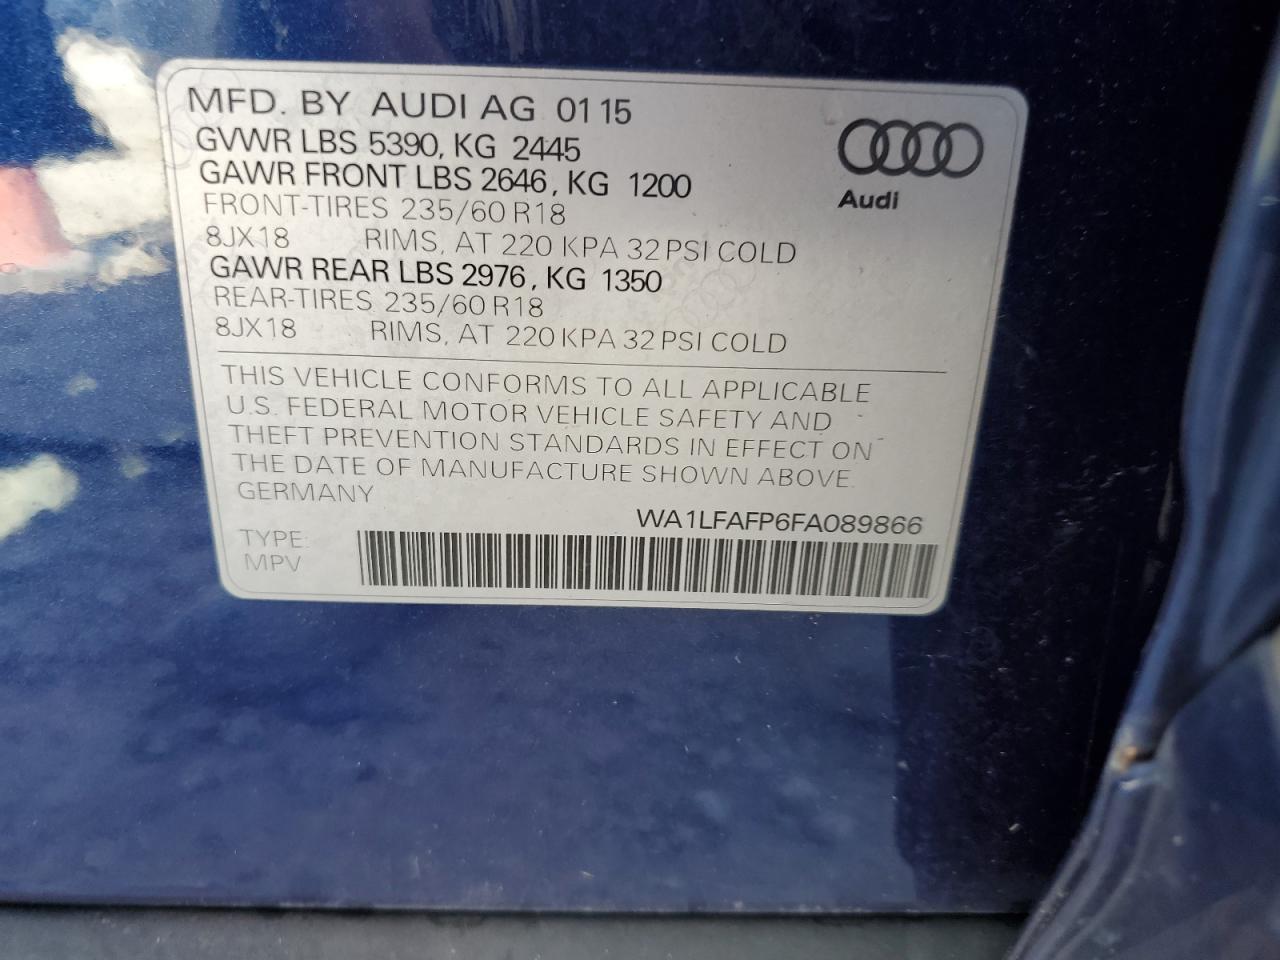 MFD. BY AUDI AG 01 15
GVWR LBS 5390, KG 2445
GAWR FRONT LBS 2646, KG 1200
FRONT-TIRES 235/60 R18
8JX18 RIMS, AT 220 KPA 32 PSI COLD
GAWR REAR LBS 2976, KG 1350
REAR-TIRES 235/60 R18
8JX18 RIMS, AT 220 KPA 32 PSI COLD
Audi
THIS VEHICLE CONFORMS TO ALL APPLICABLE
U.S. FEDERAL MOTOR VEHICLE SAFETY AND
THEFT PREVENTION STANDARDS IN EFFECT ON
THE DATE OF MANUFACTURE SHOWN ABOVE.
GERMANY
WA1LFAFP6FA089866
TYPE:
MPV